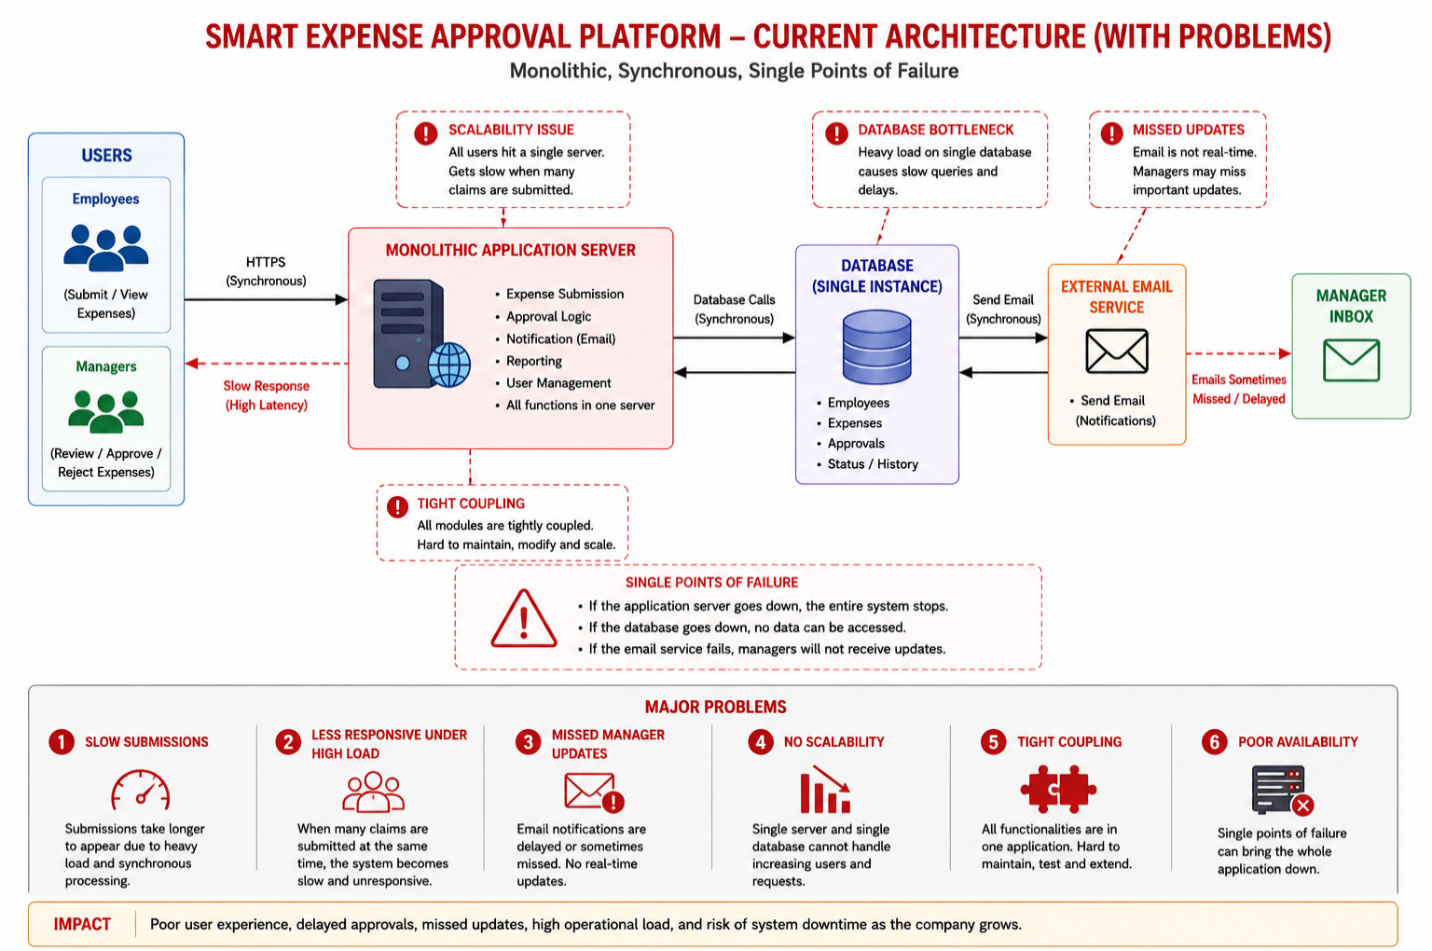 SMART EXPENSE APPROVAL PLATFORM – CURRENT ARCHITECTURE (WITH PROBLEMS)
Monolithic, Synchronous, Single Points of Failure
USERS
Employees
(Submit / View
Expenses)
Managers
(Review / Approve /
Reject Expenses)
HTTPS
(Synchronous)
Slow Response
(High Latency)
SCALABILITY ISSUE
All users hit a single server.
Gets slow when many
claims are submitted.
MONOLITHIC APPLICATION SERVER
• Expense Submission
• Approval Logic
• Notification (Email)
• Reporting
• User Management
• All functions in one server
TIGHT COUPLING
All modules are tightly coupled.
Hard to maintain, modify and scale.
Database Calls
(Synchronous)
DATABASE BOTTLENECK
Heavy load on single database
causes slow queries and
delays.
DATABASE
(SINGLE INSTANCE)
• Employees
• Expenses
• Approvals
• Status / History
Send Email
(Synchronous)
MISSED UPDATES
Email is not real-time.
Managers may miss
important updates.
EXTERNAL EMAIL
SERVICE
• Send Email
(Notifications)
Emails Sometimes
Missed / Delayed
MANAGER
INBOX
SINGLE POINTS OF FAILURE
• If the application server goes down, the entire system stops.
• If the database goes down, no data can be accessed.
• If the email service fails, managers will not receive updates.
MAJOR PROBLEMS
1 SLOW SUBMISSIONS
Submissions take longer
to appear due to heavy
load and synchronous
processing.
2 LESS RESPONSIVE UNDER
HIGH LOAD
When many claims are
submitted at the same
time, the system becomes
slow and unresponsive.
3 MISSED MANAGER
UPDATES
Email notifications are
delayed or sometimes
missed. No real-time
updates.
4 NO SCALABILITY
Single server and single
database cannot handle
increasing users and
requests.
5 TIGHT COUPLING
All functionalities are in
one application. Hard to
maintain, test and extend.
6 POOR AVAILABILITY
Single points of failure
can bring the whole
application down.
IMPACT
Poor user experience, delayed approvals, missed updates, high operational load, and risk of system downtime as the company grows.